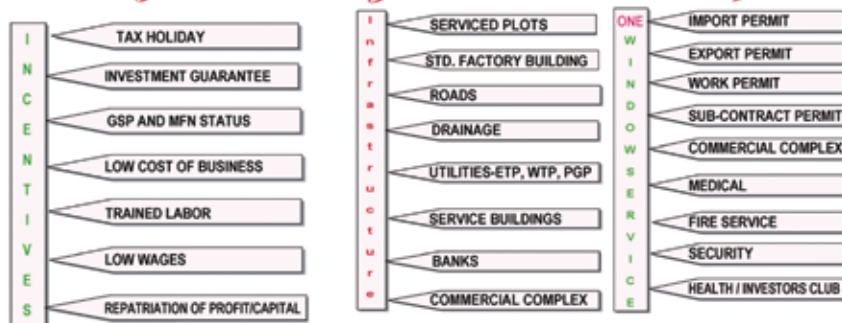 INCENTIVES
TAX HOLIDAY
INVESTMENT GUARANTEE
GSP AND MFN STATUS
LOW COST OF BUSINESS
TRAINED LABOR
LOW WAGES
REPATRIATION OF PROFIT/CAPITAL
Infrastructure
SERVICED PLOTS
STD. FACTORY BUILDING
ROADS
DRAINAGE
UTILITIES-ETP, WTP, PGP
SERVICE BUILDINGS
BANKS
COMMERCIAL COMPLEX
ONE WINDOW SERVICE
IMPORT PERMIT
EXPORT PERMIT
WORK PERMIT
SUB-CONTRACT PERMIT
COMMERCIAL COMPLEX
MEDICAL
FIRE SERVICE
SECURITY
HEALTH / INVESTORS CLUB